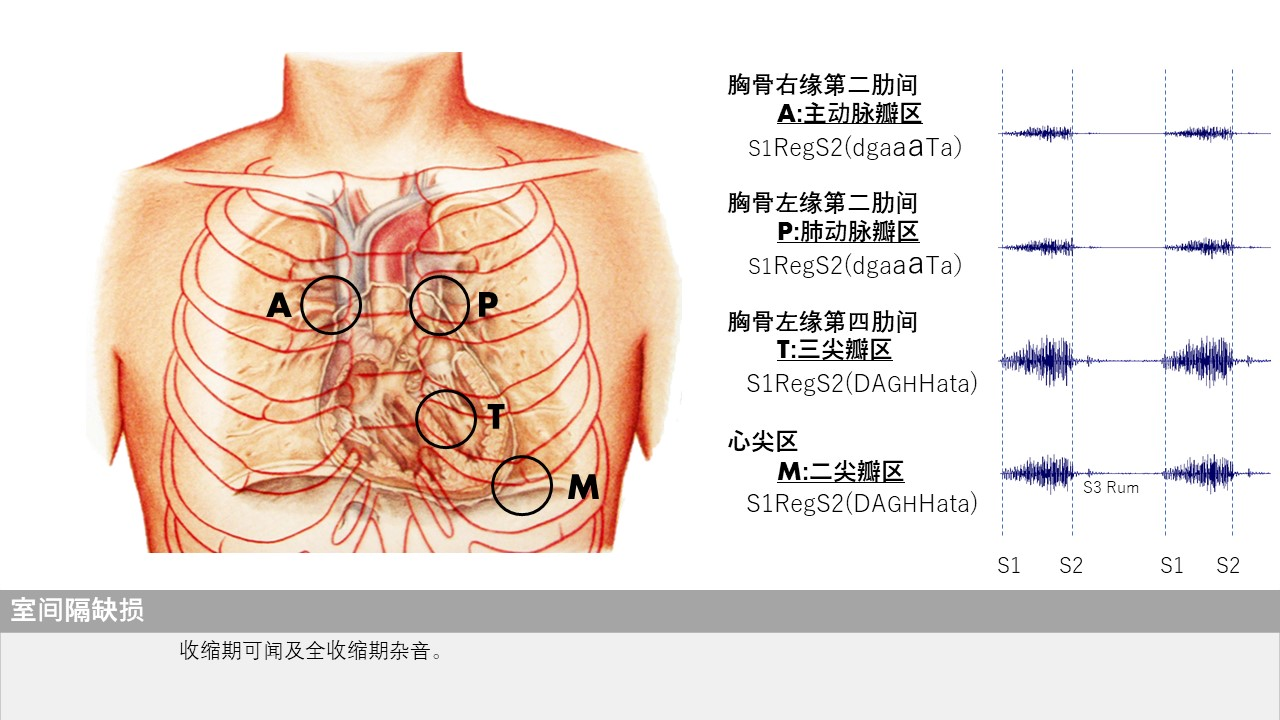 胸骨右缘第二肋间
A:主动脉瓣区
S1RegS2(dgaaaTa)
胸骨左缘第二肋间
P:肺动脉瓣区
S1RegS2(dgaaaTa)
胸骨左缘第四肋间
T:三尖瓣区
S1RegS2(DAGHHata)
心尖区
M:二尖瓣区
S1RegS2(DAGHHata)
A
P
T
M
S3 Rum
S1 S2 S1 S2
室间隔缺损
收缩期可闻及全收缩期杂音。